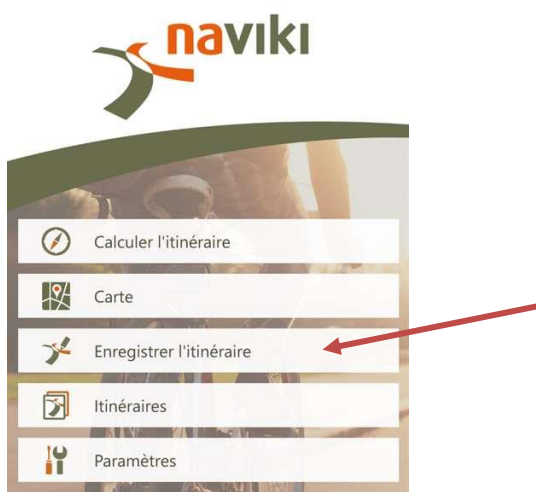 naviki
Calculer l'itinéraire
Carte
Enregistrer l'itinéraire
Itinéraires
Paramètres